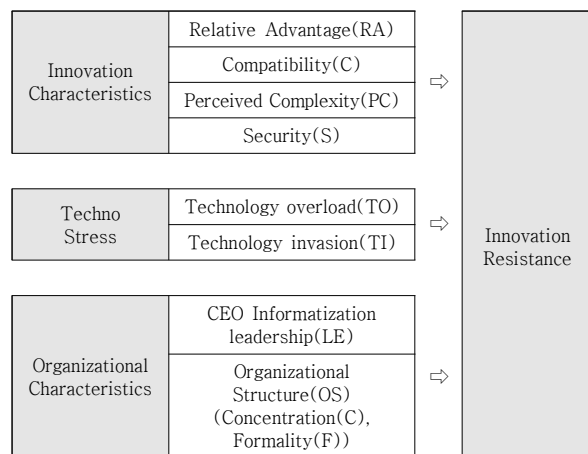 Innovation
Characteristics
Relative Advantage(RA)
Compatibility(C)
Perceived Complexity(PC)
Security(S)
⇨
Techno
Stress
Technology overload(TO)
Technology invasion(TI)
⇨
Organizational
Characteristics
CEO Informatization
leadership(LE)
Organizational
Structure(OS)
(Concentration(C),
Formality(F))
⇨
Innovation
Resistance